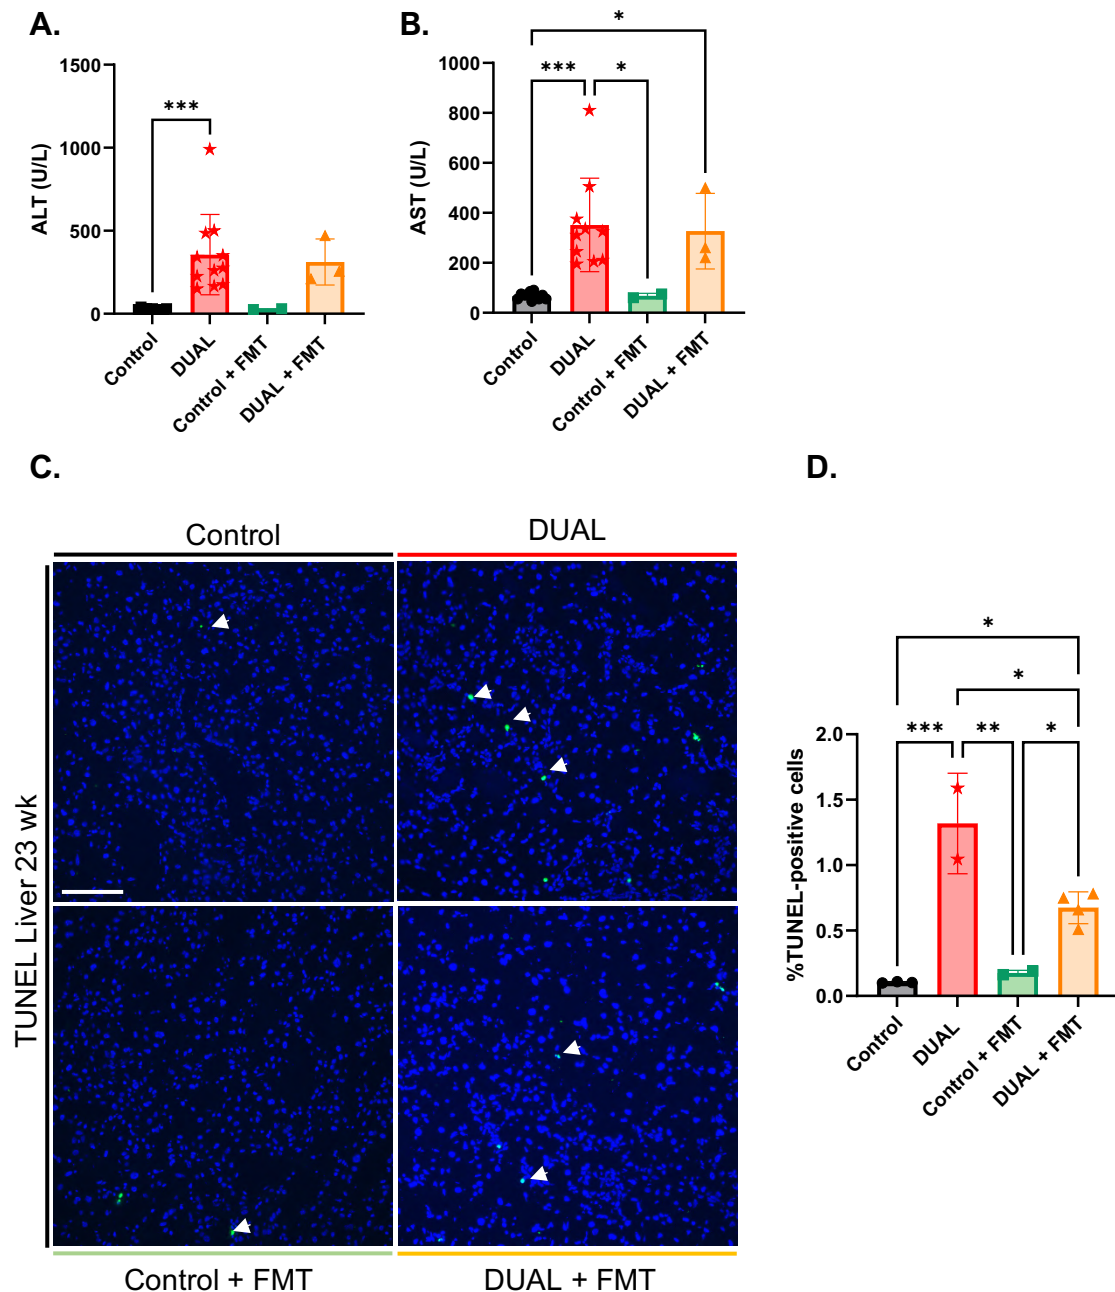 A.
***
1500
1000
500
0
ALT (U/L)
Control
DUAL
Control + FMT
DUAL + FMT
B.
*
***
*
1000
800
600
400
200
0
AST (U/L)
Control
DUAL
Control + FMT
DUAL + FMT
C.
Control
DUAL
TUNEL Liver 23 wk
Control + FMT
DUAL + FMT
D.
*
*
***
**
*
2.0
1.5
1.0
0.5
0.0
%TUNEL-positive cells
Control
DUAL
Control + FMT
DUAL + FMT